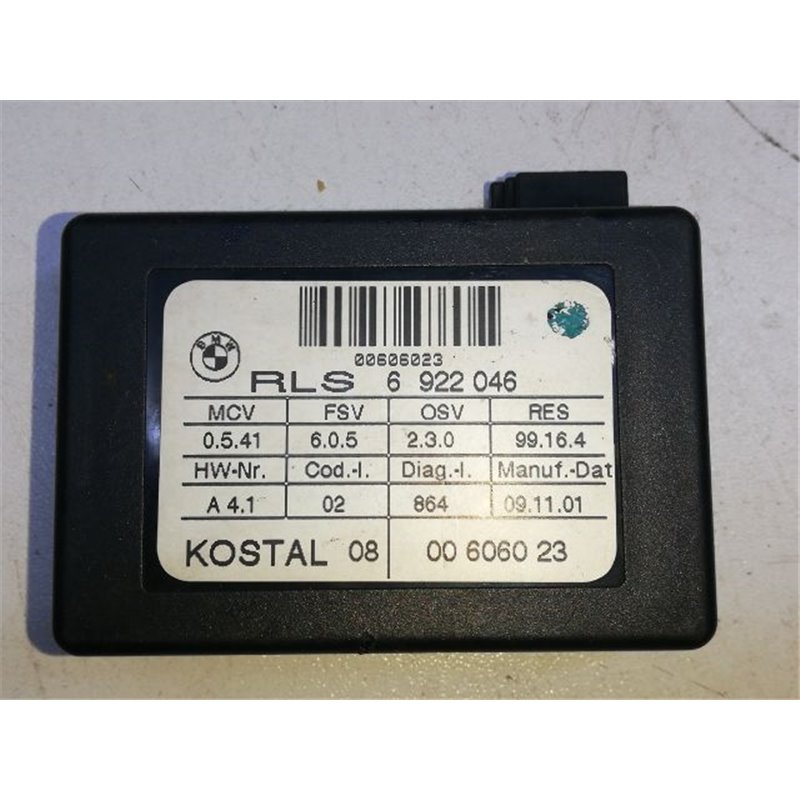 00606023
BMW
RLS 6 922 046
MCV FSV OSV RES
0.5.41 6.0.5 2.3.0 99.16.4
HW-Nr. Cod.-I. Diag.-I. Manuf.-Dat
A 4.1 02 864 09.11.01
KOSTAL 08 00 6060 23